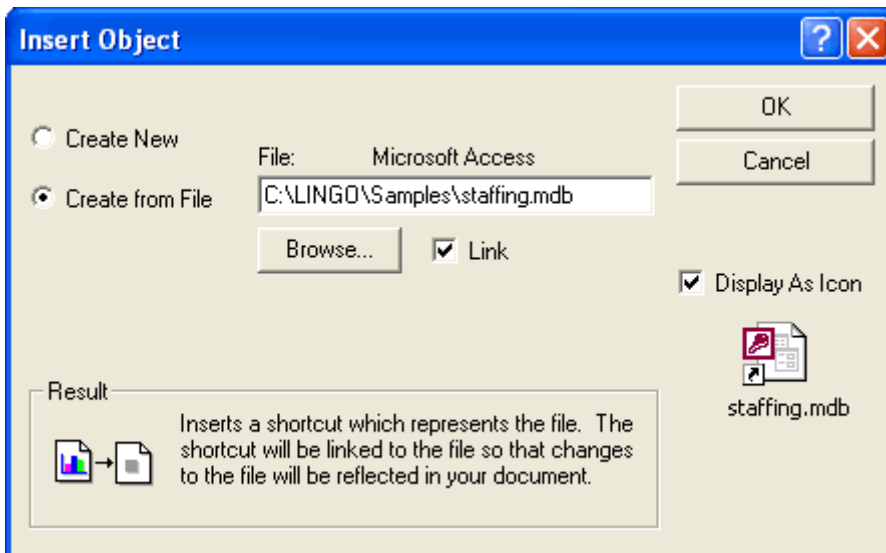 Insert Object
OK
Create New
File: Microsoft Access
Cancel
Create from File
C:\LINGO\Samples\staffing.mdb
Browse...
Link
Display As Icon
staffing.mdb
Result
Inserts a shortcut which represents the file. The
shortcut will be linked to the file so that changes
to the file will be reflected in your document.